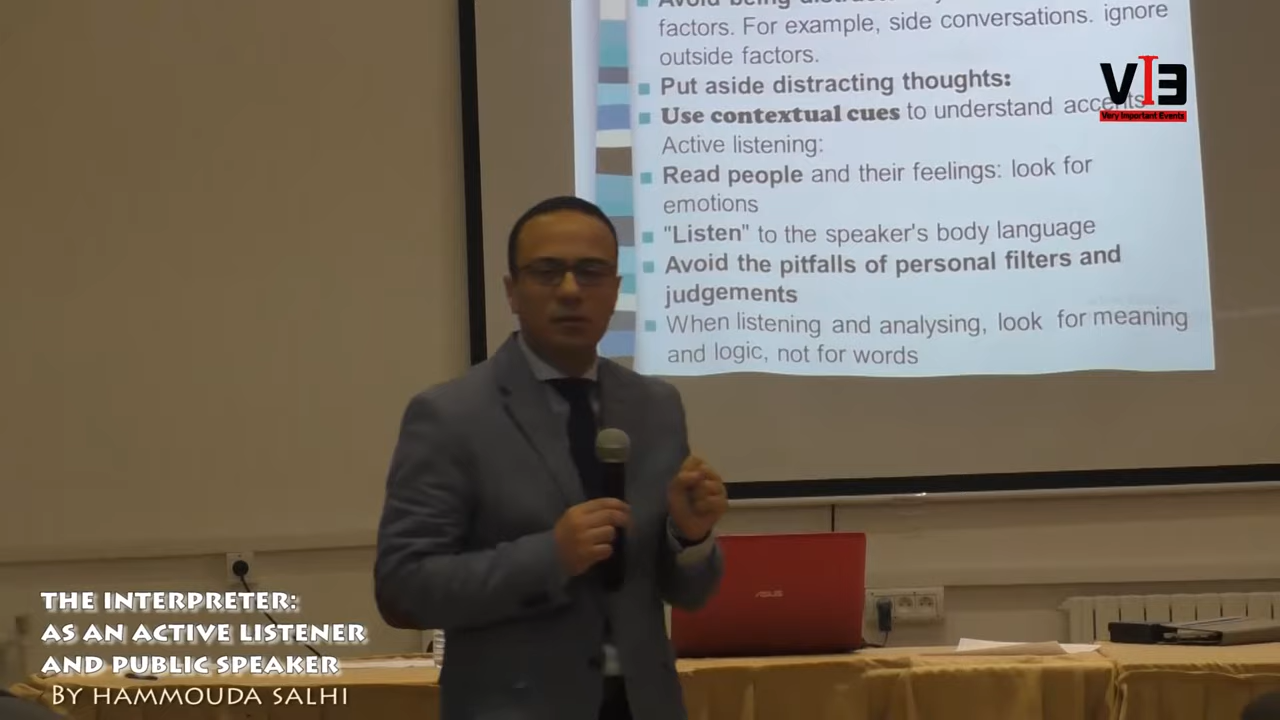 Avoid being
factors. For example, side conversations. ignore
outside factors.
Put aside distracting thoughts:
Use contextual cues to understand accents
Active listening:
Read people and their feelings: look for
emotions
"Listen" to the speaker's body language
Avoid the pitfalls of personal filters and
judgements
When listening and analysing, look for meaning
and logic, not for words
VIE
Very Important Events
ASUS
THE INTERPRETER:
AS AN ACTIVE LISTENER
AND PUBLIC SPEAKER
BY HAMMOUDA SALHI